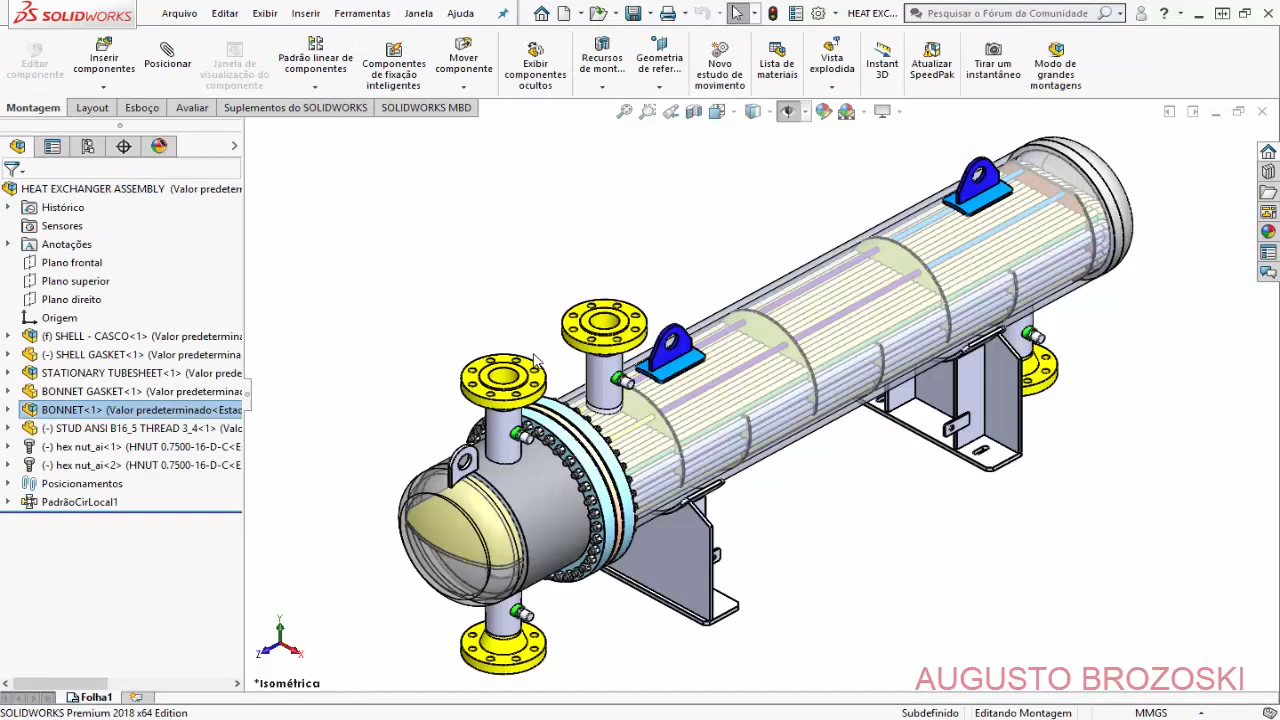 SOLIDWORKS Arquivo Editar Exibir Inserir Ferramentas Janela Ajuda HEAT EXC... Pesquisar o Fórum da Comunidade
Editar componente
Inserir componentes
Posicionar
Janela de visualização do componente
Padrão linear de componentes
Componentes de fixação inteligentes
Mover componente
Exibir componentes ocultos
Recursos de mont...
Geometria de refer...
Novo estudo de movimento
Lista de materiais
Vista explodida
Instant 3D
Atualizar SpeedPak
Tirar um instantâneo
Modo de grandes montagens
Montagem Layout Esboço Avaliar Suplementos do SOLIDWORKS SOLIDWORKS MBD
HEAT EXCHANGER ASSEMBLY (Valor predetern
Histórico
Sensores
Anotações
Plano frontal
Plano superior
Plano direito
Origem
(f) SHELL - CASCO<1> (Valor predetermina
(-) SHELL GASKET<1> (Valor predetermina
STATIONARY TUBESHEET<1> (Valor prede
BONNET GASKET<1> (Valor predeterminad
BONNET<1> (Valor predeterminado<Estac
(-) STUD ANSI B16_5 THREAD 3_4<1> (Valo
(-) hex nut_ai<1> (HNUT 0.7500-16-D-C<E
(-) hex nut_ai<2> (HNUT 0.7500-16-D-C<E
Posicionamentos
PadrãoCirLocal1
Y
Z X
*Isométrica
AUGUSTO BROZOSKI
Folha1
SOLIDWORKS Premium 2018 x64 Edition Subdefinido Editando Montagem MMGS